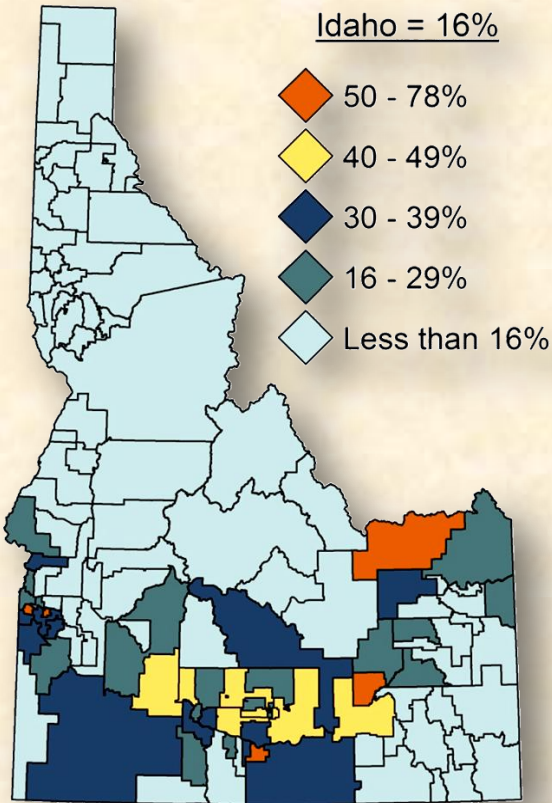 Idaho = 16%
50 - 78%
40 - 49%
30 - 39%
16 - 29%
Less than 16%